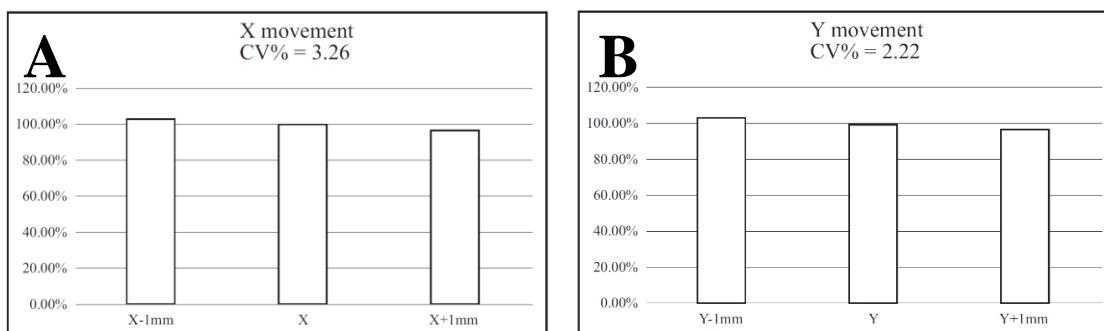 A
X movement
CV% = 3.26
120.00%
100.00%
80.00%
60.00%
40.00%
20.00%
0.00%
X-1mm X X+1mm
B
Y movement
CV% = 2.22
120.00%
100.00%
80.00%
60.00%
40.00%
20.00%
0.00%
Y-1mm Y Y+1mm